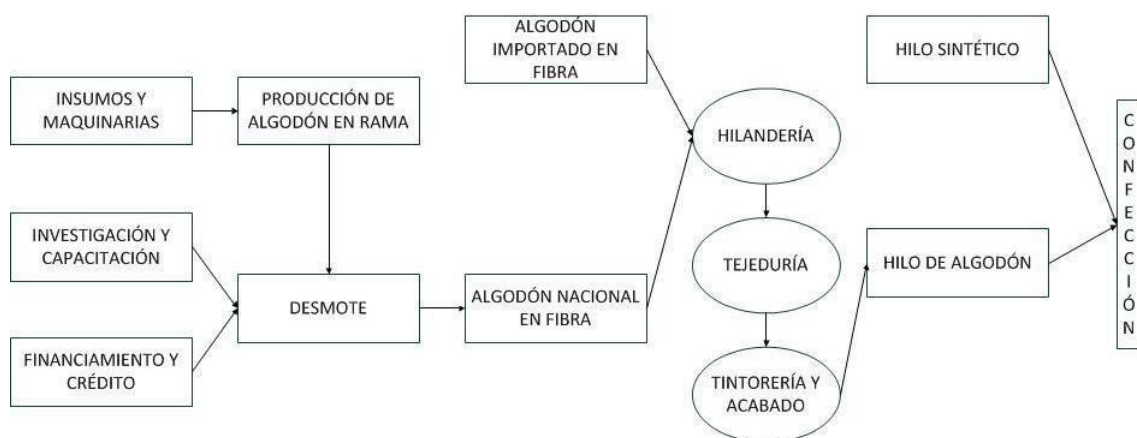 ALGODÓN
IMPORTADO EN
FIBRA
HILO SINTÉTICO
INSUMOS Y
MAQUINARIAS
PRODUCCIÓN DE
ALGODÓN EN RAMA
HILANDERÍA
CONFECCIÓN
INVESTIGACIÓN Y
CAPACITACIÓN
TEJEDURÍA
HILO DE ALGODÓN
DESMOTE
ALGODÓN NACIONAL
EN FIBRA
FINANCIAMIENTO Y
CRÉDITO
TINTORERÍA Y
ACABADO